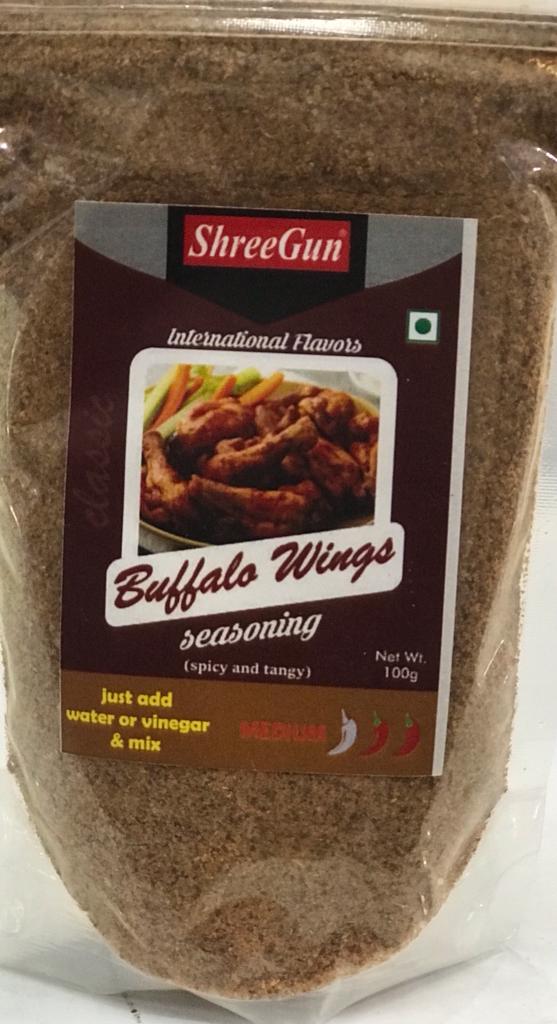 ShreeGun
International Flavors
classic
Buffalo Wings
seasoning
(spicy and tangy)
Net Wt.
100g
just add
water or vinegar
& mix
MEDIUM